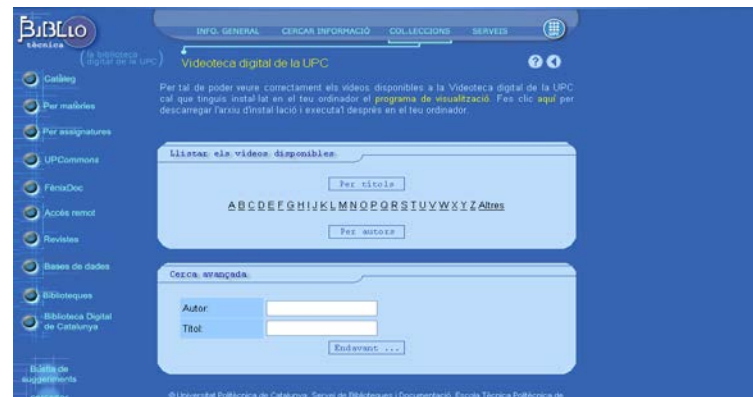 BIBLIO
tècnica
(la biblioteca
digital de la UPC)
INFO. GENERAL CERCAR INFORMACIÓ COL.LECCIONS SERVEIS
Videoteca digital de la UPC
Per tal de poder veure correctament els vídeos disponibles a la Videoteca digital de la UPC
cal que tinguis instal·lat en el teu ordinador el programa de visualització. Fes clic aquí per
descarregar l'arxiu d'instal·lació i executa'l després en el teu ordinador.
Catàleg
Per matèries
Per assignatures
UPCommons
FènixDoc
Accés remot
Revistes
Bases de dades
Biblioteques
Biblioteca Digital
de Catalunya
Bústia de
suggeriments
Llistar els vídeos disponibles
Per títols
A B C D E F G H I J K L M N O P Q R S T U V W X Y Z Altres
Per autors
Cerca avançada
Autor:
Títol:
Endavant ...
© Universitat Politècnica de Catalunya. Servei de Biblioteques i Documentació. Escola Tècnica Politècnica de